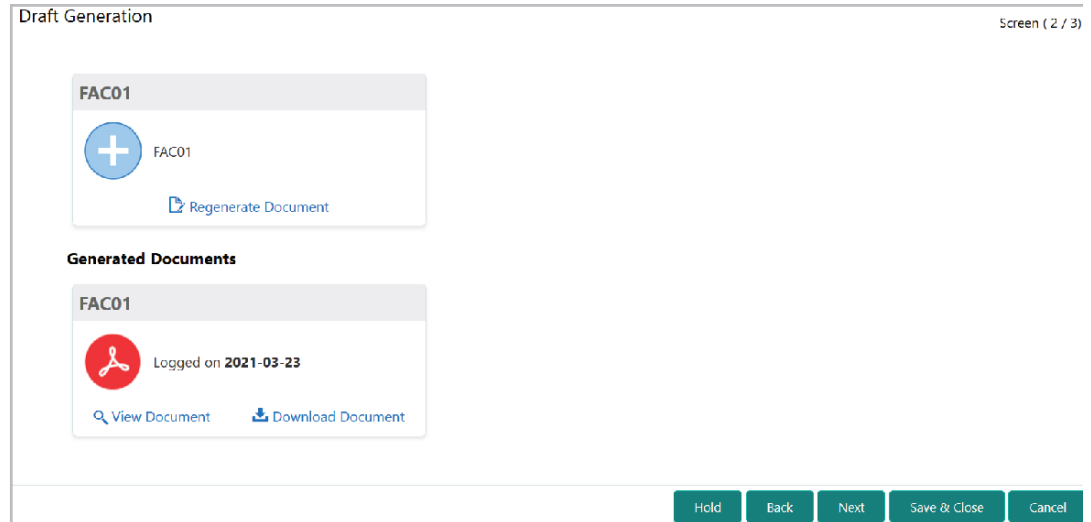 Draft Generation
Screen ( 2 / 3)
FAC01
FAC01
Regenerate Document
Generated Documents
FAC01
Logged on 2021-03-23
View Document Download Document
Hold Back Next Save & Close Cancel